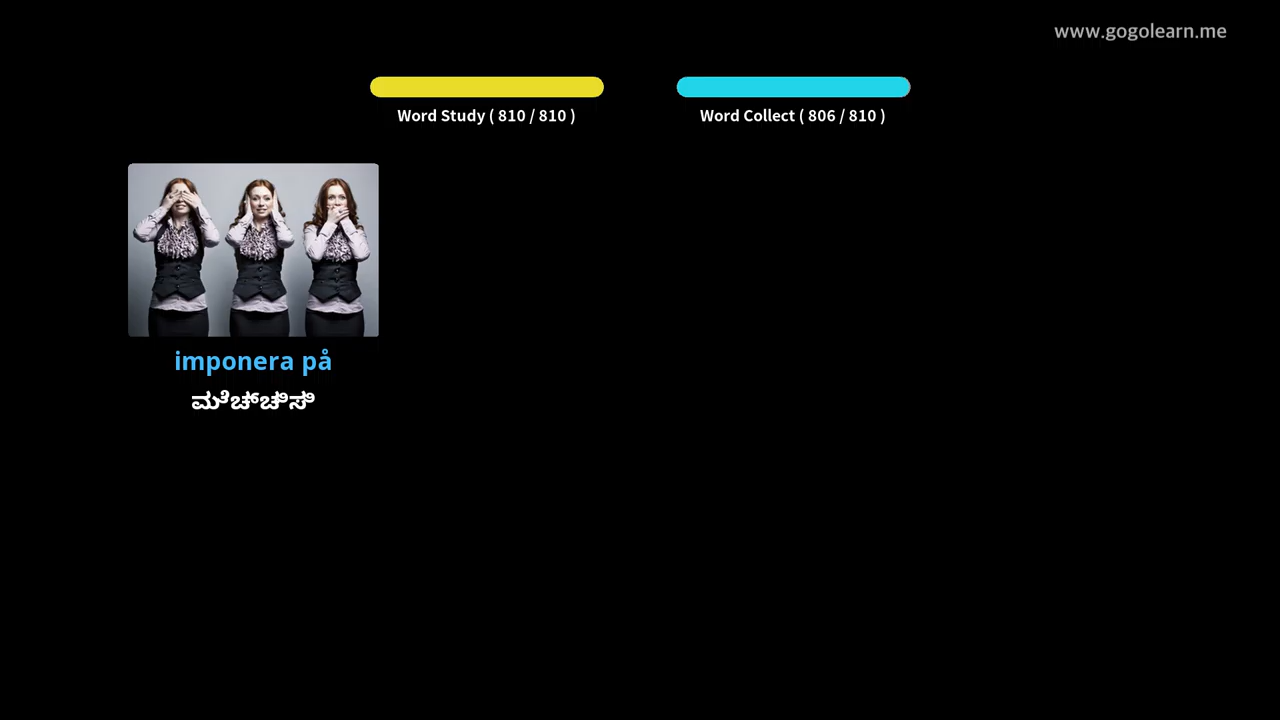 www.gogolearn.me
Word Study ( 810 / 810 )
Word Collect ( 806 / 810 )
imponera på
ಮೆಚ್ಚಿಸಿ